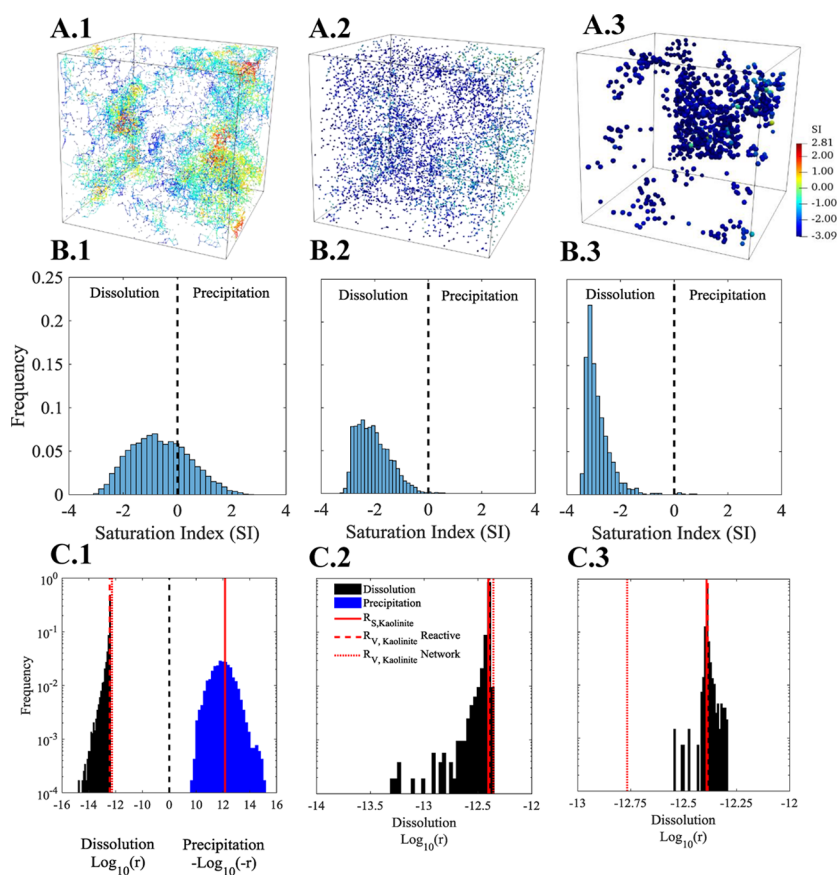 A.1
A.2
A.3
SI
2.81
2.00
1.00
0.00
-1.00
-2.00
-3.09
B.1
B.2
B.3
0.25
0.2
0.15
0.1
0.05
0
Frequency
Dissolution
Precipitation
-4 -2 0 2 4
Saturation Index (SI)
Dissolution
Precipitation
-4 -2 0 2 4
Saturation Index (SI)
Dissolution
Precipitation
-4 -2 0 2 4
Saturation Index (SI)
C.1
C.2
C.3
10^0
10^-1
10^-2
10^-3
10^-4
Frequency
-16 -14 -12 -10 0 10 12 14 16
Dissolution
Log10(r)
Precipitation
-Log10(-r)
Dissolution
Precipitation
RS,Kaolinite
RV, Kaolinite Reactive
RV, Kaolinite Network
-14 -13.5 -13 -12.5 -12
Dissolution
Log10(r)
-13 -12.75 -12.5 -12.25 -12
Dissolution
Log10(r)